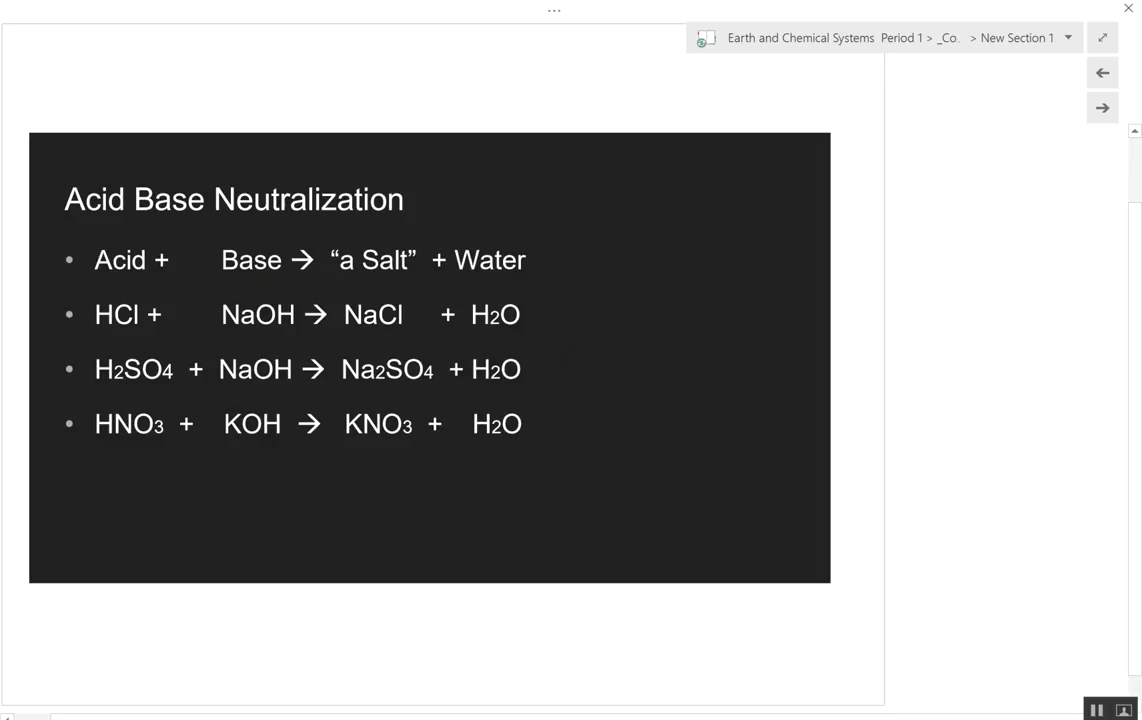 ...
Earth and Chemical Systems Period 1 > _Co. > New Section 1
Acid Base Neutralization
• Acid + Base → “a Salt” + Water
• HCl + NaOH → NaCl + H2O
• H2SO4 + NaOH → Na2SO4 + H2O
• HNO3 + KOH → KNO3 + H2O